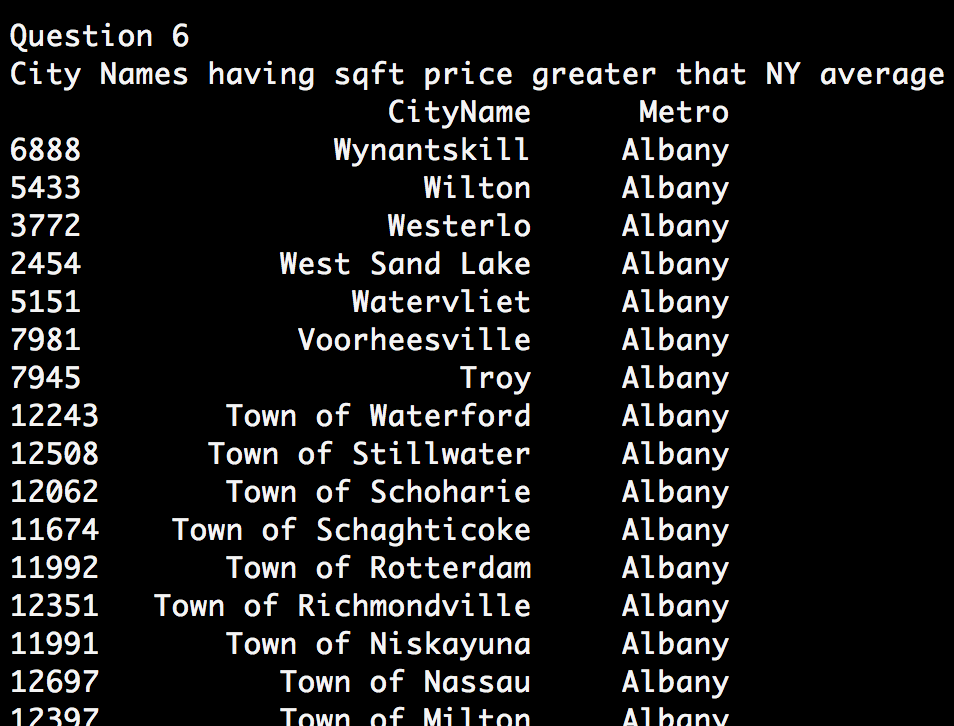 Question 6
City Names having sqft price greater that NY average
CityName Metro
6888 Wynantskill Albany
5433 Wilton Albany
3772 Westerlo Albany
2454 West Sand Lake Albany
5151 Watervliet Albany
7981 Voorheesville Albany
7945 Troy Albany
12243 Town of Waterford Albany
12508 Town of Stillwater Albany
12062 Town of Schoharie Albany
11674 Town of Schaghticoke Albany
11992 Town of Rotterdam Albany
12351 Town of Richmondville Albany
11991 Town of Niskayuna Albany
12697 Town of Nassau Albany
12397 Town of Milton Albany